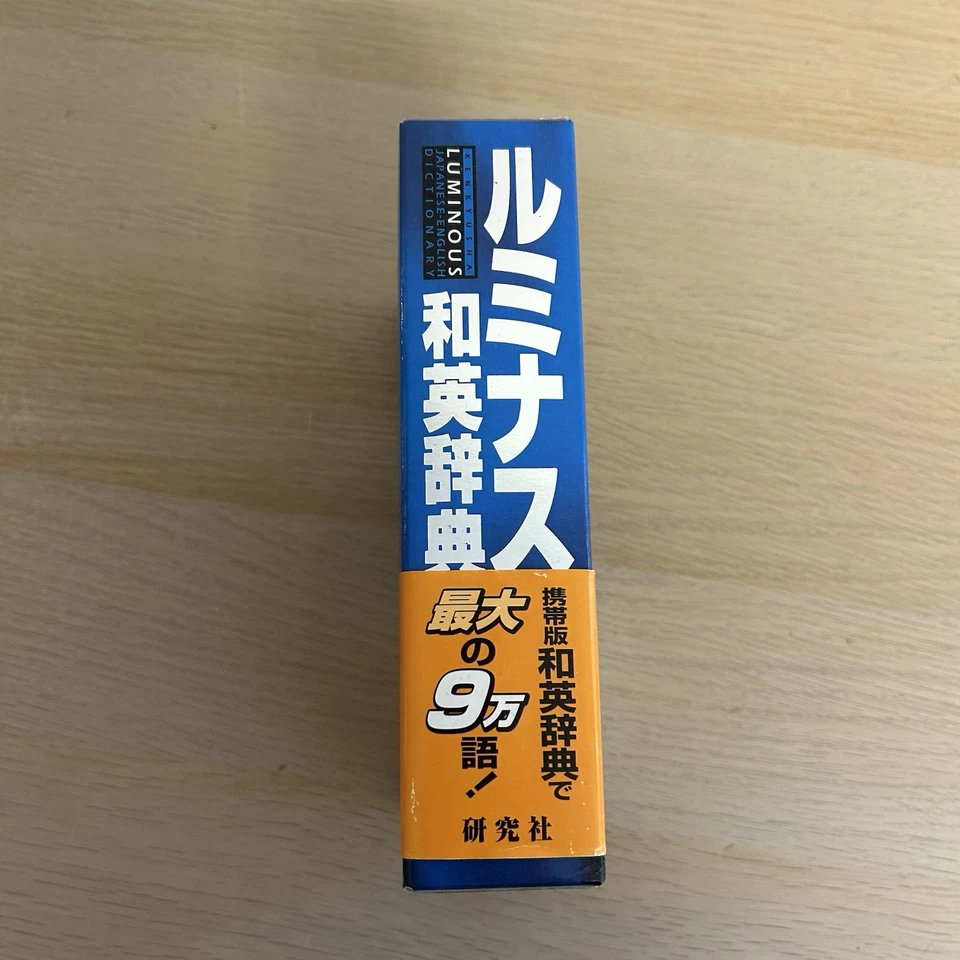 ルミナス
KENKYUSHA
LUMINOUS
JAPANESE-ENGLISH
DICTIONARY
和英辞典
携帯版和英辞典で
最大の9万語!
研究社